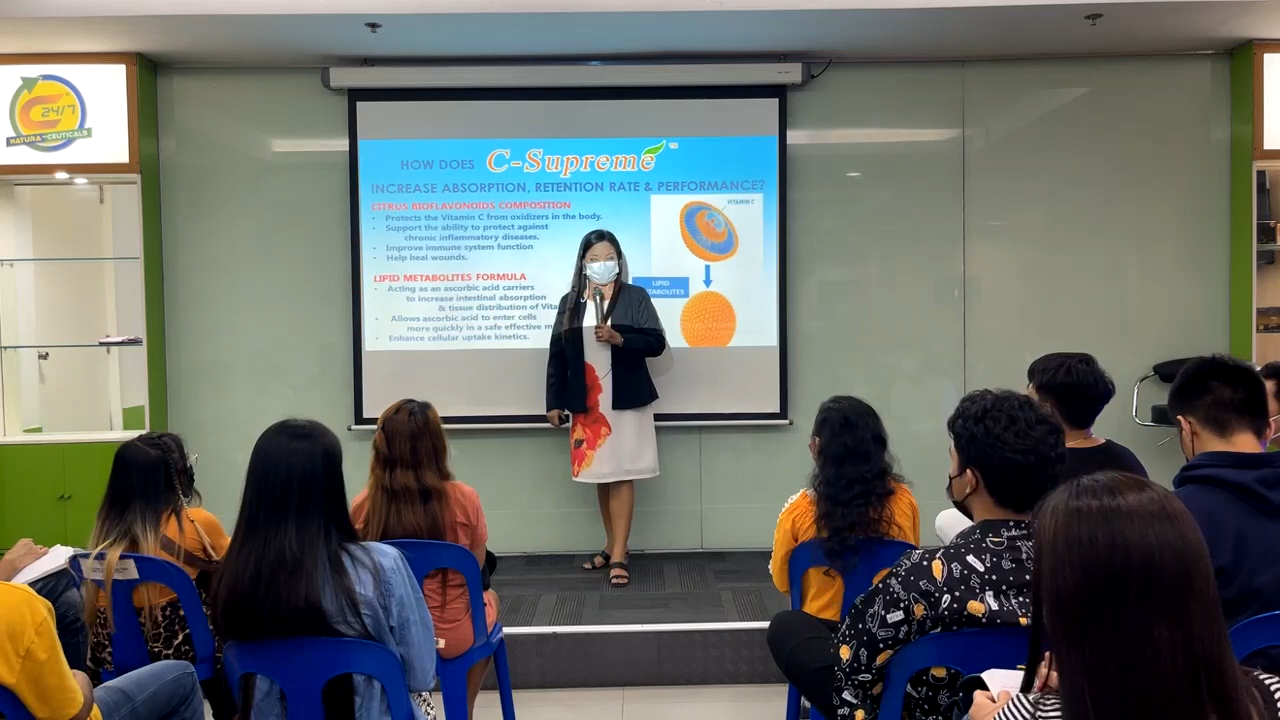 24/7
NATURA-CEUTICALS
HOW DOES C-Supreme™
INCREASE ABSORPTION, RETENTION RATE & PERFORMANCE?
CITRUS BIOFLAVONOIDS COMPOSITION
• Protects the Vitamin C from oxidizers in the body.
• Support the ability to protect against
chronic inflammatory diseases.
• Improve immune system function
• Help heal wounds.
LIPID METABOLITES FORMULA
• Acting as an ascorbic acid carriers
to increase intestinal absorption
& tissue distribution of
• Allows ascorbic acid to enter cells
more quickly in a safe effective
• Enhance cellular uptake kinetics.
VITAMIN C
LIPID